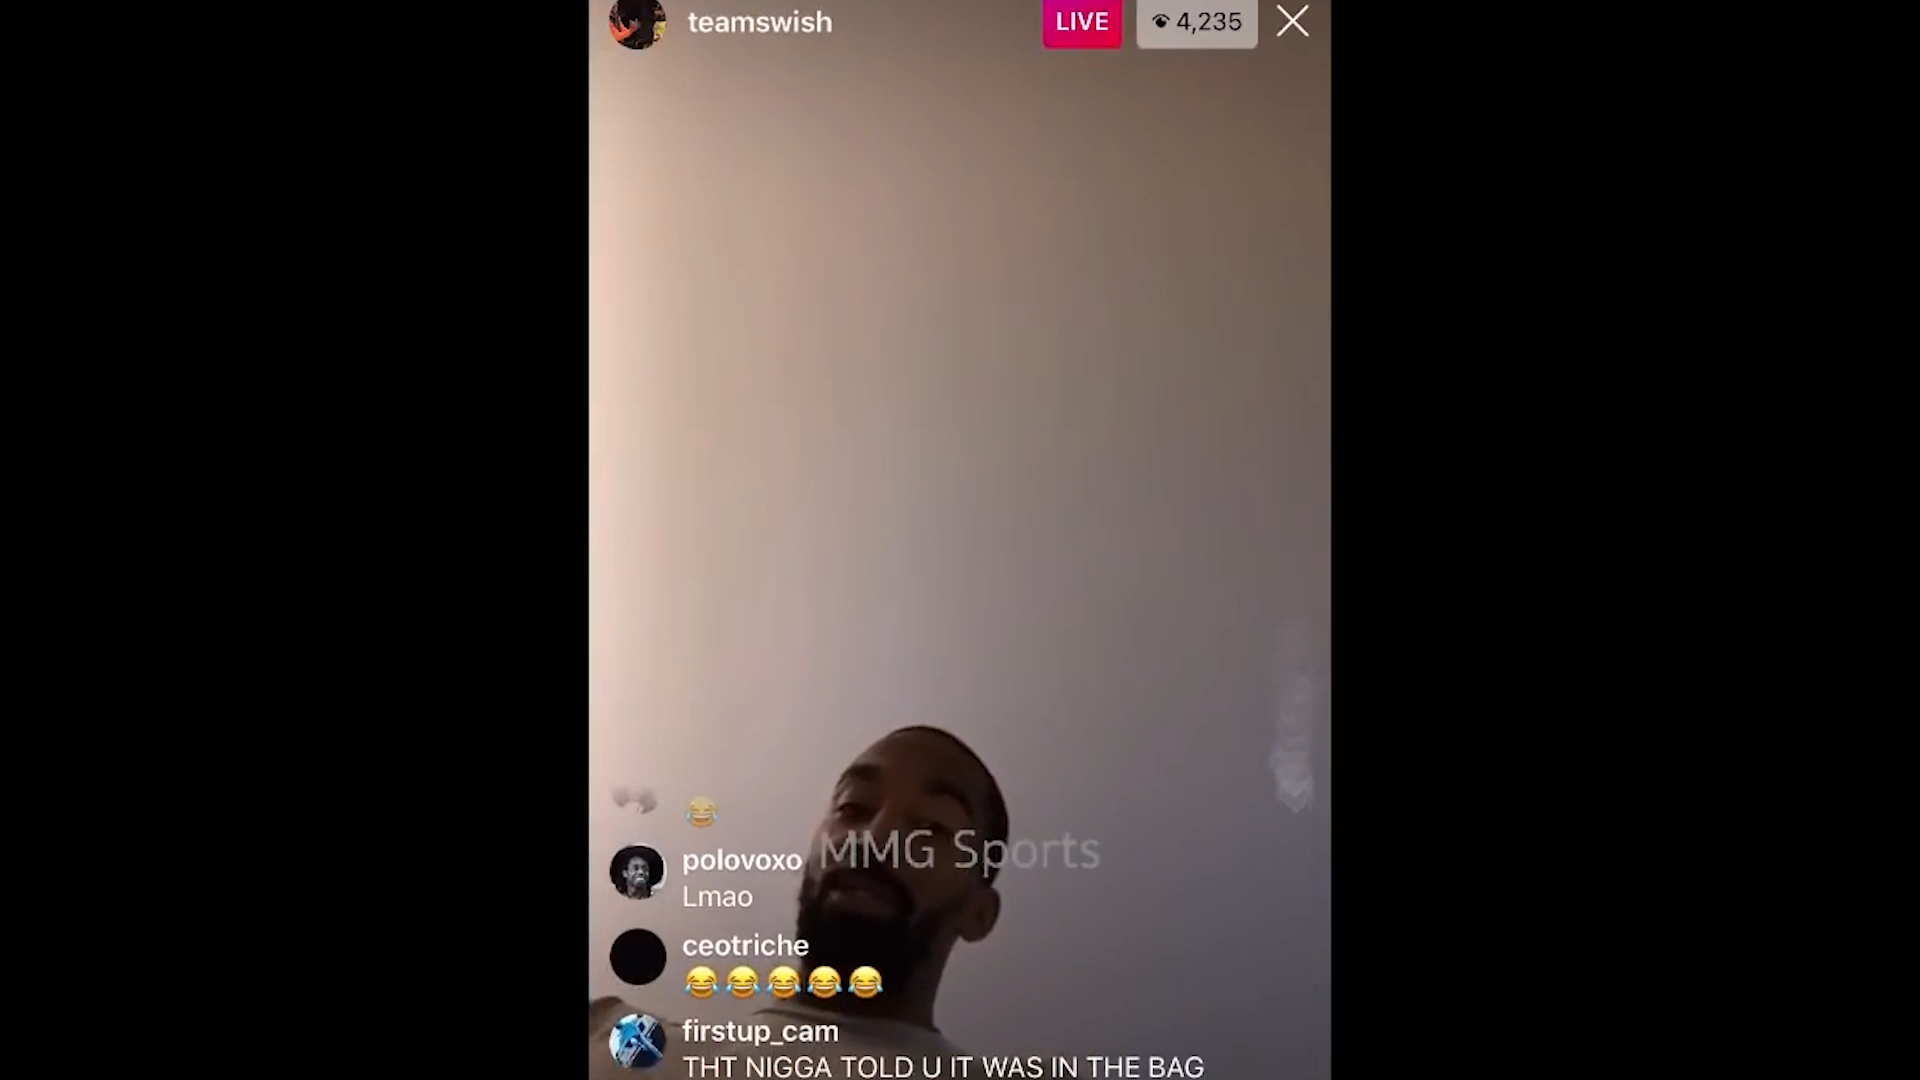 teamswish
LIVE
4,235
MMG Sports
😂
polovoxo
Lmao
ceotriche
😂😂😂😂😂
firstup_cam
THT NIGGA TOLD U IT WAS IN THE BAG